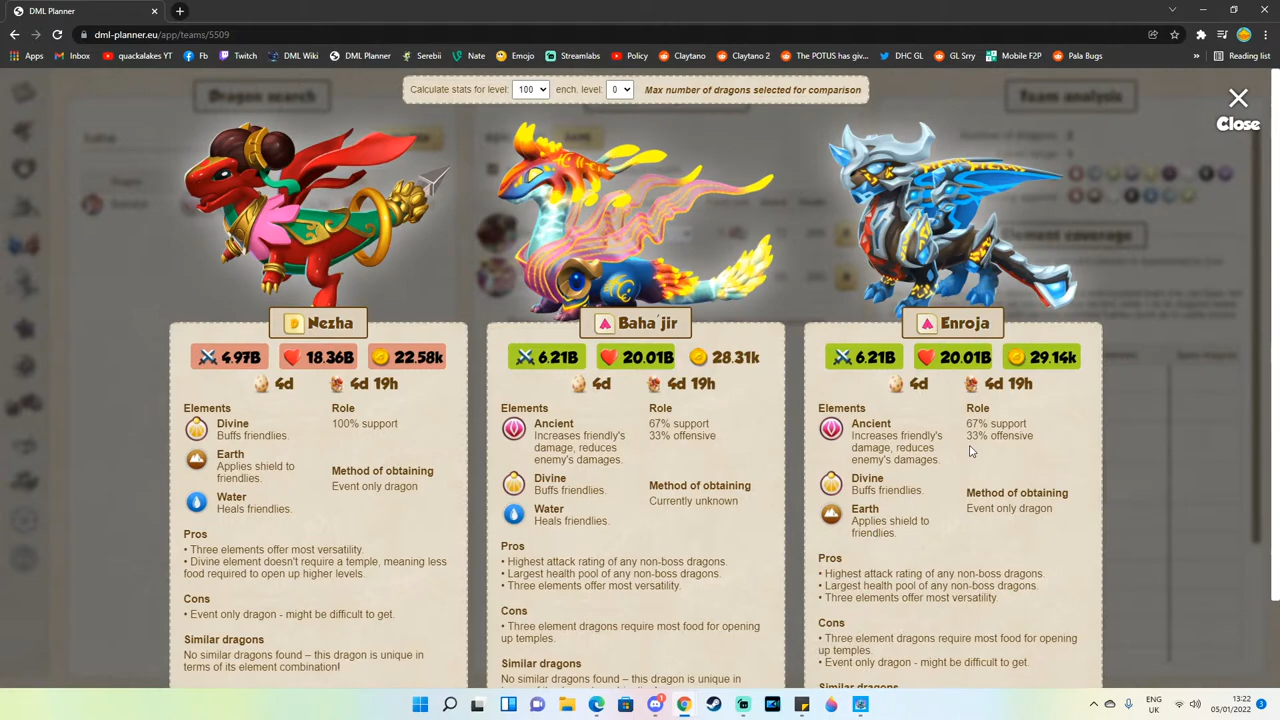 DML Planner
dml-planner.eu/app/teams/5509
Apps
Inbox
quackalakes YT
FB
Twitch
DML Wiki
DML Planner
Serebii
Nate
Emojo
Streamlabs
Policy
Claytano
Claytano 2
The POTUS has giv...
DHC GL
GL Srry
Mobile F2P
Pala Bugs
Reading list
Calculate stats for level: 100 ench. level: 0 Max number of dragons selected for comparison
Dragon search
Team analysis
Close
Nezha
4.97B 18.36B 22.58k
4d 4d 19h
Elements
Divine
Buffs friendlies.
Earth
Applies shield to
friendlies.
Water
Heals friendlies.
Role
100% support
Method of obtaining
Event only dragon
Pros
• Three elements offer most versatility.
• Divine element doesn't require a temple, meaning less
food required to open up higher levels.
Cons
• Event only dragon - might be difficult to get.
Similar dragons
No similar dragons found – this dragon is unique in
terms of its element combination!
Baha´jir
6.21B 20.01B 28.31k
4d 4d 19h
Elements
Ancient
Increases friendly's
damage, reduces
enemy's damages.
Divine
Buffs friendlies.
Water
Heals friendlies.
Role
67% support
33% offensive
Method of obtaining
Currently unknown
Pros
• Highest attack rating of any non-boss dragons.
• Largest health pool of any non-boss dragons.
• Three elements offer most versatility.
Cons
• Three element dragons require most food for opening
up temples.
Similar dragons
No similar dragons found – this dragon is unique in
Enroja
6.21B 20.01B 29.14k
4d 4d 19h
Elements
Ancient
Increases friendly's
damage, reduces
enemy's damages.
Divine
Buffs friendlies.
Earth
Applies shield to
friendlies.
Role
67% support
33% offensive
Method of obtaining
Event only dragon
Pros
• Highest attack rating of any non-boss dragons.
• Largest health pool of any non-boss dragons.
• Three elements offer most versatility.
Cons
• Three element dragons require most food for opening
up temples.
• Event only dragon - might be difficult to get.
Similar dragons
ENG
UK
13:22
05/01/2022